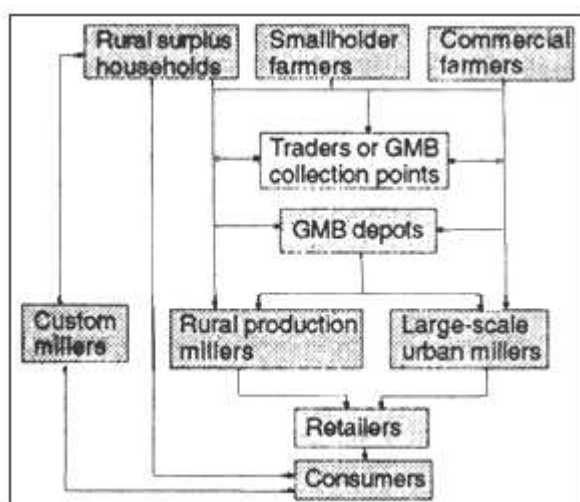 Rural surplus
households
Smallholder
farmers
Commercial
farmers
Traders or GMB
collection points
GMB depots
Custom
millers
Rural production
millers
Large-scale
urban millers
Retailers
Consumers